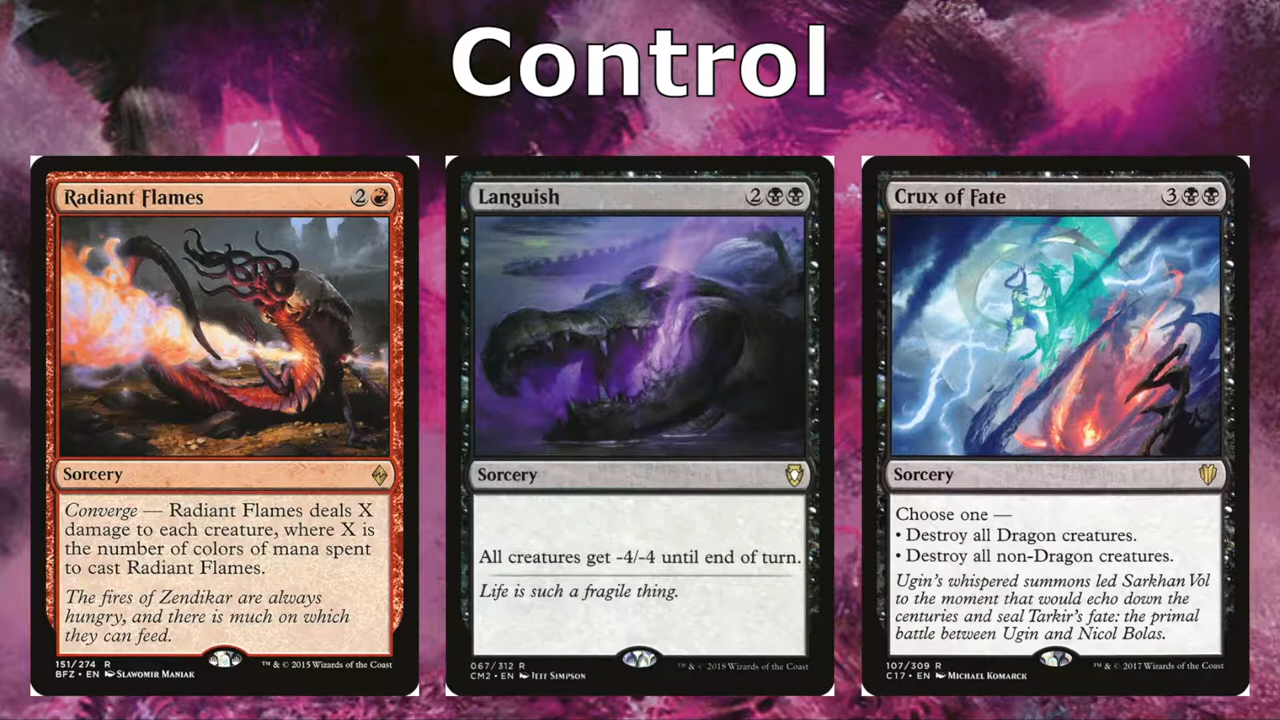 Control
Radiant Flames 2
Sorcery
Converge — Radiant Flames deals X
damage to each creature, where X is
the number of colors of mana spent
to cast Radiant Flames.
The fires of Zendikar are always
hungry, and there is much on which
they can feed.
151/274 R
BFZ • EN SLAWOMIR MANIAK
™ & © 2015 Wizards of the Coast
Languish 2
Sorcery
All creatures get -4/-4 until end of turn.
Life is such a fragile thing.
067/312 R
CM2 • EN JEFF SIMPSON
™ & © 2018 Wizards of the Coast
Crux of Fate 3
Sorcery
Choose one —
• Destroy all Dragon creatures.
• Destroy all non-Dragon creatures.
Ugin's whispered summons led Sarkhan Vol
to the moment that would echo down the
centuries and seal Tarkir's fate: the primal
battle between Ugin and Nicol Bolas.
107/309 R
C17 • EN MICHAEL KOMARCK
™ & © 2017 Wizards of the Coast